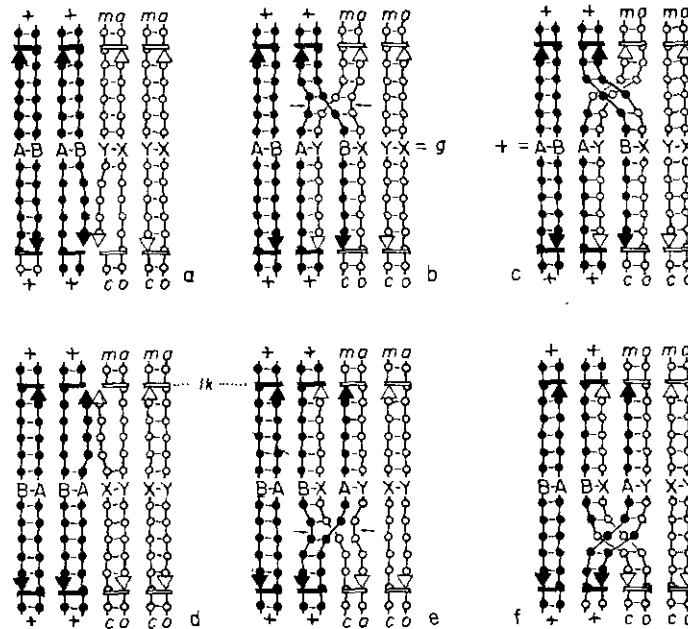 + + ma ma
A-B A-B Y-X Y-X
+ + co co
a
+ + ma ma
A-B A-Y B-X Y-X = g
+ + co co
b
+ + ma ma
+ = A-B A-Y B-X Y-X
+ + co co
c
+ + ma ma
lk
B-A B-A X-Y X-Y
+ + co co
d
+ + ma ma
B-A B-X A-Y X-Y
+ + co co
e
+ + ma ma
B-A B-X A-Y X-Y
+ + co co
f